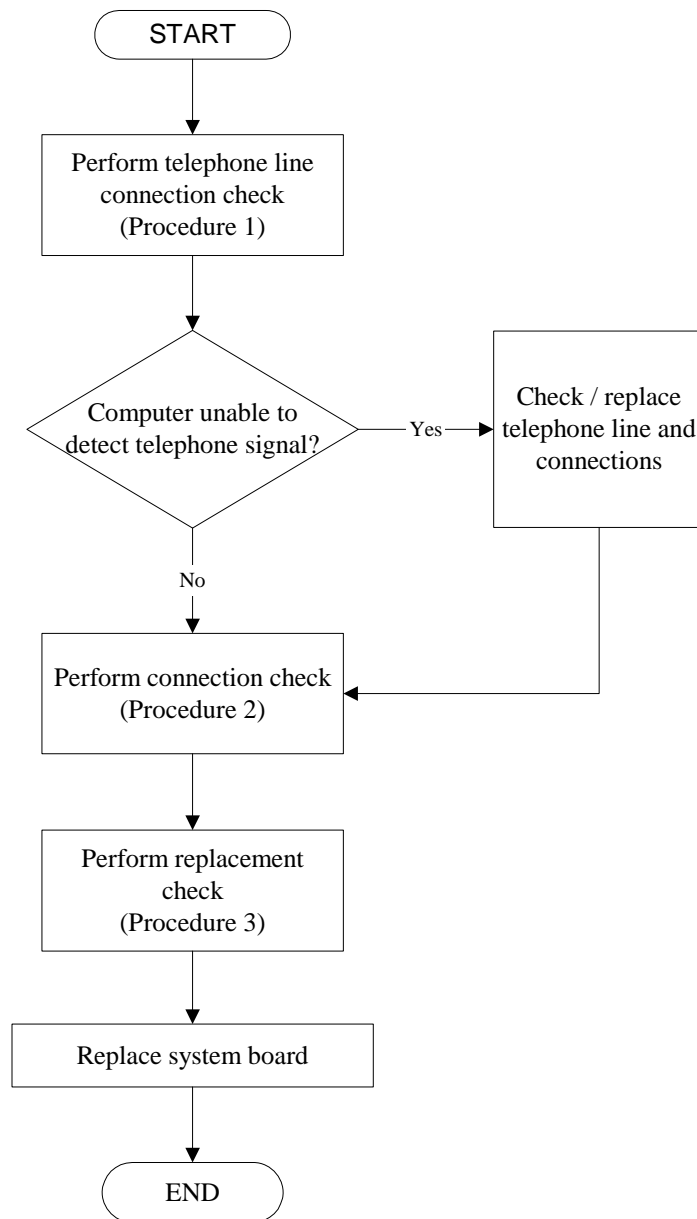 START
Perform telephone line
connection check
(Procedure 1)
Computer unable to
detect telephone signal?
Yes
Check / replace
telephone line and
connections
No
Perform connection check
(Procedure 2)
Perform replacement
check
(Procedure 3)
Replace system board
END